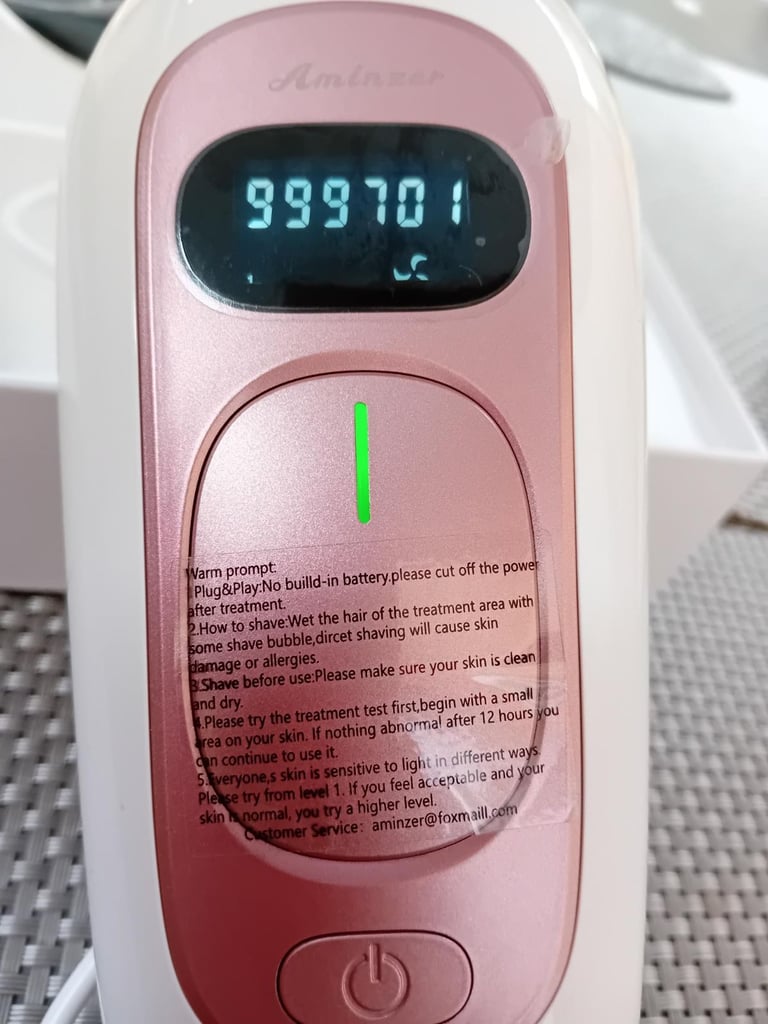 Aminzer
999701
Warm prompt:
1.Plug&Play:No builld-in battery.please cut off the power
after treatment.
2.How to shave:Wet the hair of the treatment area with
some shave bubble,dircet shaving will cause skin
damage or allergies.
3.Shave before use:Please make sure your skin is clean
and dry.
4.Please try the treatment test first,begin with a small
area on your skin. If nothing abnormal after 12 hours you
can continue to use it.
5.Everyone,s skin is sensitive to light in different ways.
Please try from level 1. If you feel acceptable and your
skin is normal, you try a higher level.
Customer Service: aminzer@foxmaill.com